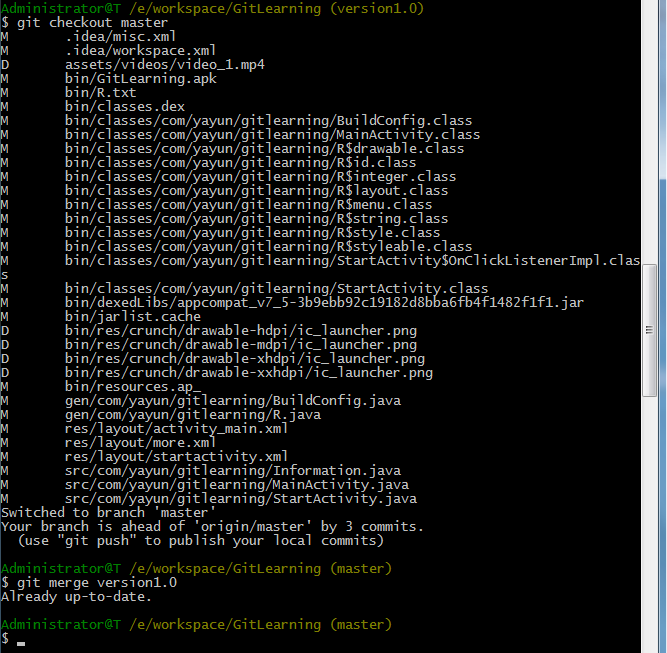 Administrator@T /e/workspace/GitLearning (version1.0)
$ git checkout master
M       .idea/misc.xml
M       .idea/workspace.xml
D       assets/videos/video_1.mp4
M       bin/GitLearning.apk
M       bin/R.txt
M       bin/classes.dex
M       bin/classes/com/yayun/gitlearning/BuildConfig.class
M       bin/classes/com/yayun/gitlearning/MainActivity.class
M       bin/classes/com/yayun/gitlearning/R$drawable.class
M       bin/classes/com/yayun/gitlearning/R$id.class
M       bin/classes/com/yayun/gitlearning/R$integer.class
M       bin/classes/com/yayun/gitlearning/R$layout.class
M       bin/classes/com/yayun/gitlearning/R$menu.class
M       bin/classes/com/yayun/gitlearning/R$string.class
M       bin/classes/com/yayun/gitlearning/R$style.class
M       bin/classes/com/yayun/gitlearning/R$styleable.class
M       bin/classes/com/yayun/gitlearning/StartActivity$OnClickListenerImpl.clas
s
M       bin/classes/com/yayun/gitlearning/StartActivity.class
M       bin/dexedLibs/appcompat_v7_5-3b9ebb92c19182d8bba6fb4f1482f1f1.jar
M       bin/jarlist.cache
D       bin/res/crunch/drawable-hdpi/ic_launcher.png
D       bin/res/crunch/drawable-mdpi/ic_launcher.png
D       bin/res/crunch/drawable-xhdpi/ic_launcher.png
D       bin/res/crunch/drawable-xxhdpi/ic_launcher.png
M       bin/resources.ap_
M       gen/com/yayun/gitlearning/BuildConfig.java
M       gen/com/yayun/gitlearning/R.java
M       res/layout/activity_main.xml
M       res/layout/more.xml
M       res/layout/startactivity.xml
M       src/com/yayun/gitlearning/Information.java
M       src/com/yayun/gitlearning/MainActivity.java
M       src/com/yayun/gitlearning/StartActivity.java
Switched to branch 'master'
Your branch is ahead of 'origin/master' by 3 commits.
  (use "git push" to publish your local commits)
Administrator@T /e/workspace/GitLearning (master)
$ git merge version1.0
Already up-to-date.
Administrator@T /e/workspace/GitLearning (master)
$